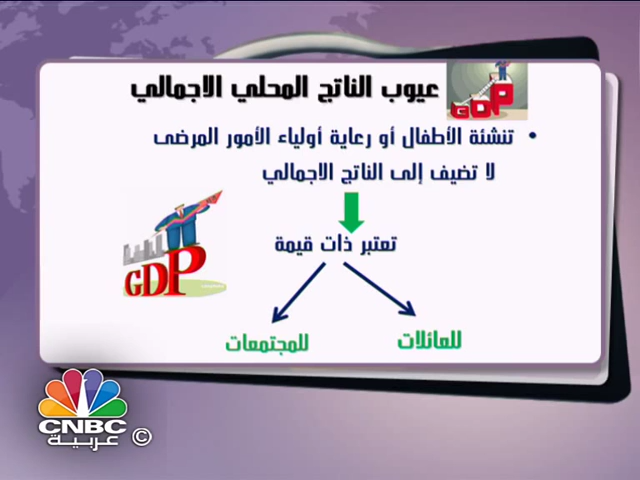 عيوب الناتج المحلي الاجمالي
GDP
• تنشئة الأطفال أو رعاية أولياء الأمور المرضى
لا تضيف إلى الناتج الاجمالي
تعتبر ذات قيمة
GDP
للعائلات
للمجتمعات
CNBC
عربية ©